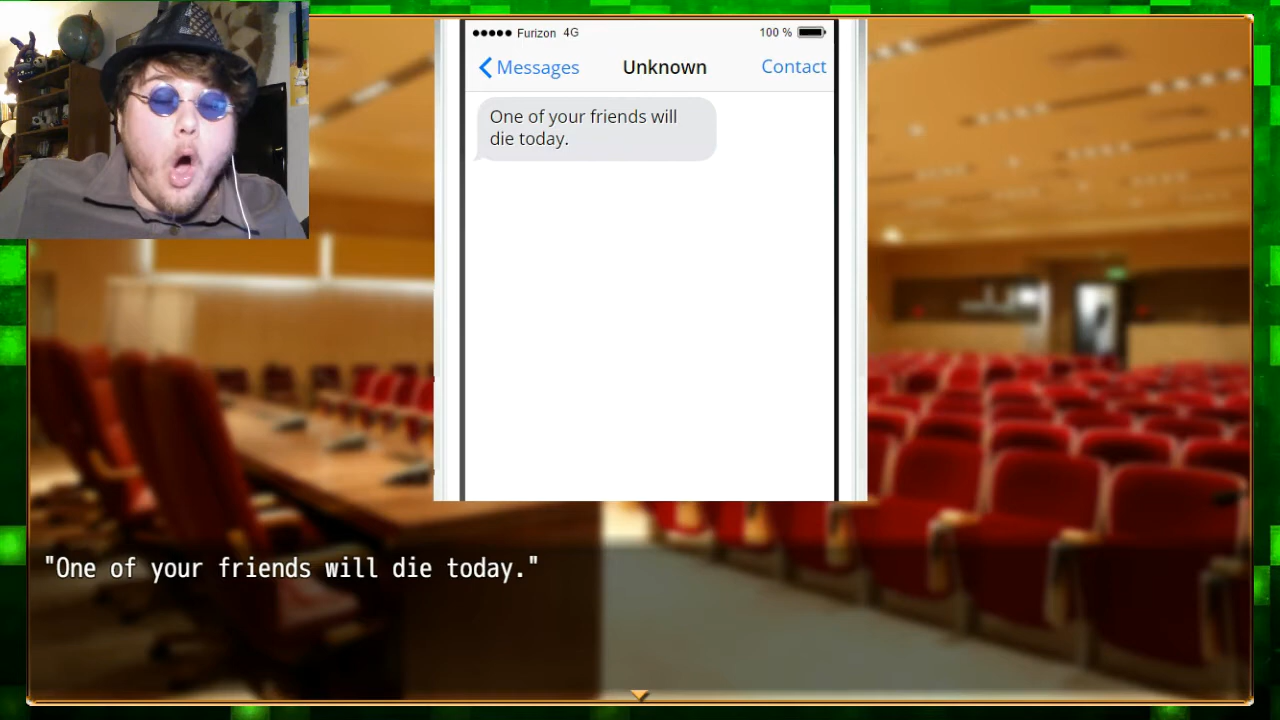 ●●●●● Furizon 4G 100 %
Messages Unknown Contact
One of your friends will
die today.
"One of your friends will die today."